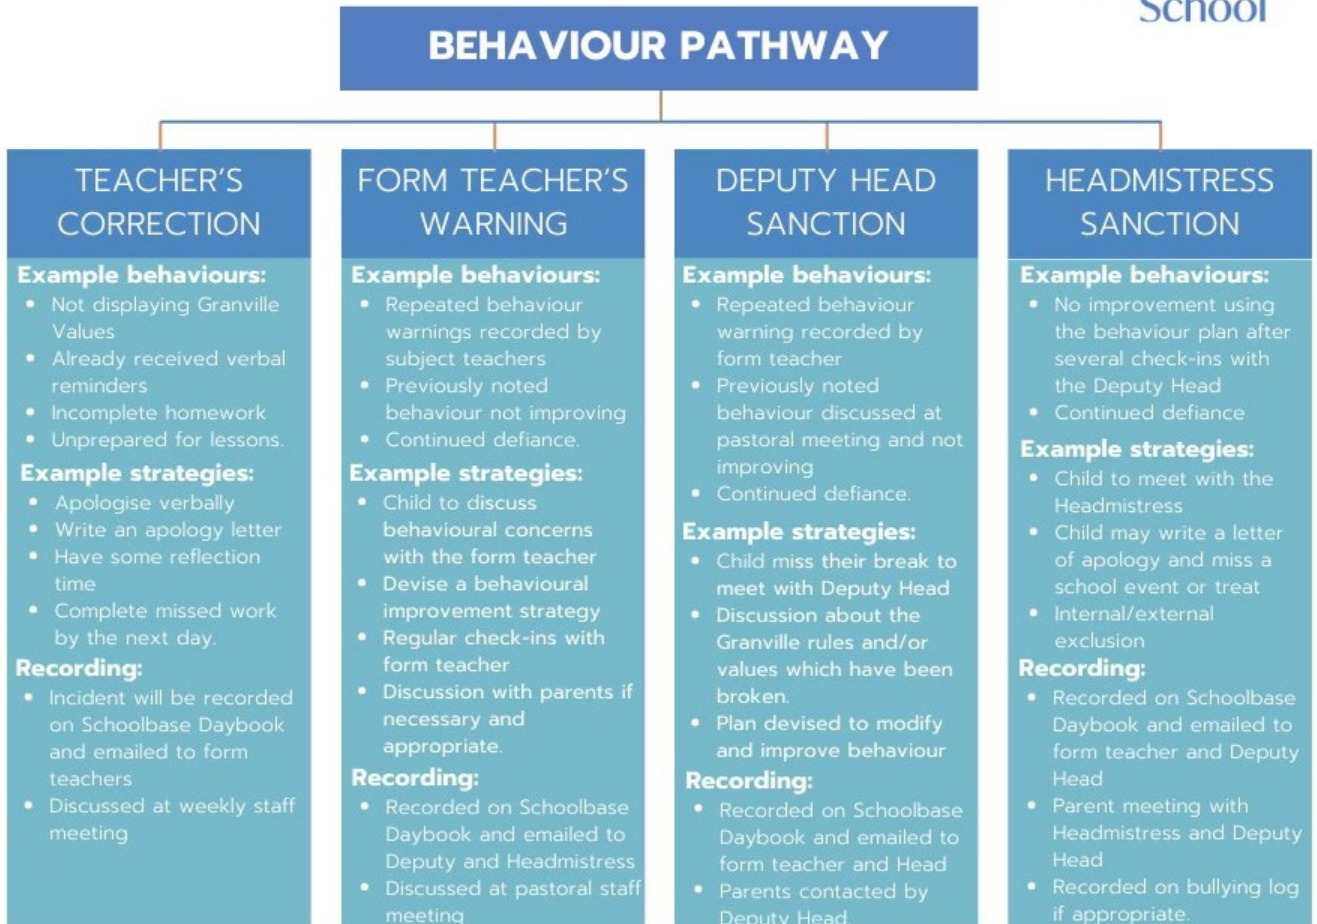 School
BEHAVIOUR PATHWAY
TEACHER'S
CORRECTION
Example behaviours:
• Not displaying Granville
Values
• Already received verbal
reminders
• Incomplete homework
• Unprepared for lessons.
Example strategies:
• Apologise verbally
• Write an apology letter
• Have some reflection
time
• Complete missed work
by the next day.
Recording:
• Incident will be recorded
on Schoolbase Daybook
and emailed to form
teachers
• Discussed at weekly staff
meeting
FORM TEACHER'S
WARNING
Example behaviours:
• Repeated behaviour
warnings recorded by
subject teachers
• Previously noted
behaviour not improving
• Continued defiance.
Example strategies:
• Child to discuss
behavioural concerns
with the form teacher
• Devise a behavioural
improvement strategy
• Regular check-ins with
form teacher
• Discussion with parents if
necessary and
appropriate.
Recording:
• Recorded on Schoolbase
Daybook and emailed to
Deputy and Headmistress
• Discussed at pastoral staff
meeting
DEPUTY HEAD
SANCTION
Example behaviours:
• Repeated behaviour
warning recorded by
form teacher
• Previously noted
behaviour discussed at
pastoral meeting and not
improving
• Continued defiance.
Example strategies:
• Child miss their break to
meet with Deputy Head
• Discussion about the
Granville rules and/or
values which have been
broken.
• Plan devised to modify
and improve behaviour
Recording:
• Recorded on Schoolbase
Daybook and emailed to
form teacher and Head
• Parents contacted by
Deputy Head.
HEADMISTRESS
SANCTION
Example behaviours:
• No improvement using
the behaviour plan after
several check-ins with
the Deputy Head
• Continued defiance
Example strategies:
• Child to meet with the
Headmistress
• Child may write a letter
of apology and miss a
school event or treat
• Internal/external
exclusion
Recording:
• Recorded on Schoolbase
Daybook and emailed to
form teacher and Deputy
Head
• Parent meeting with
Headmistress and Deputy
Head
• Recorded on bullying log
if appropriate.